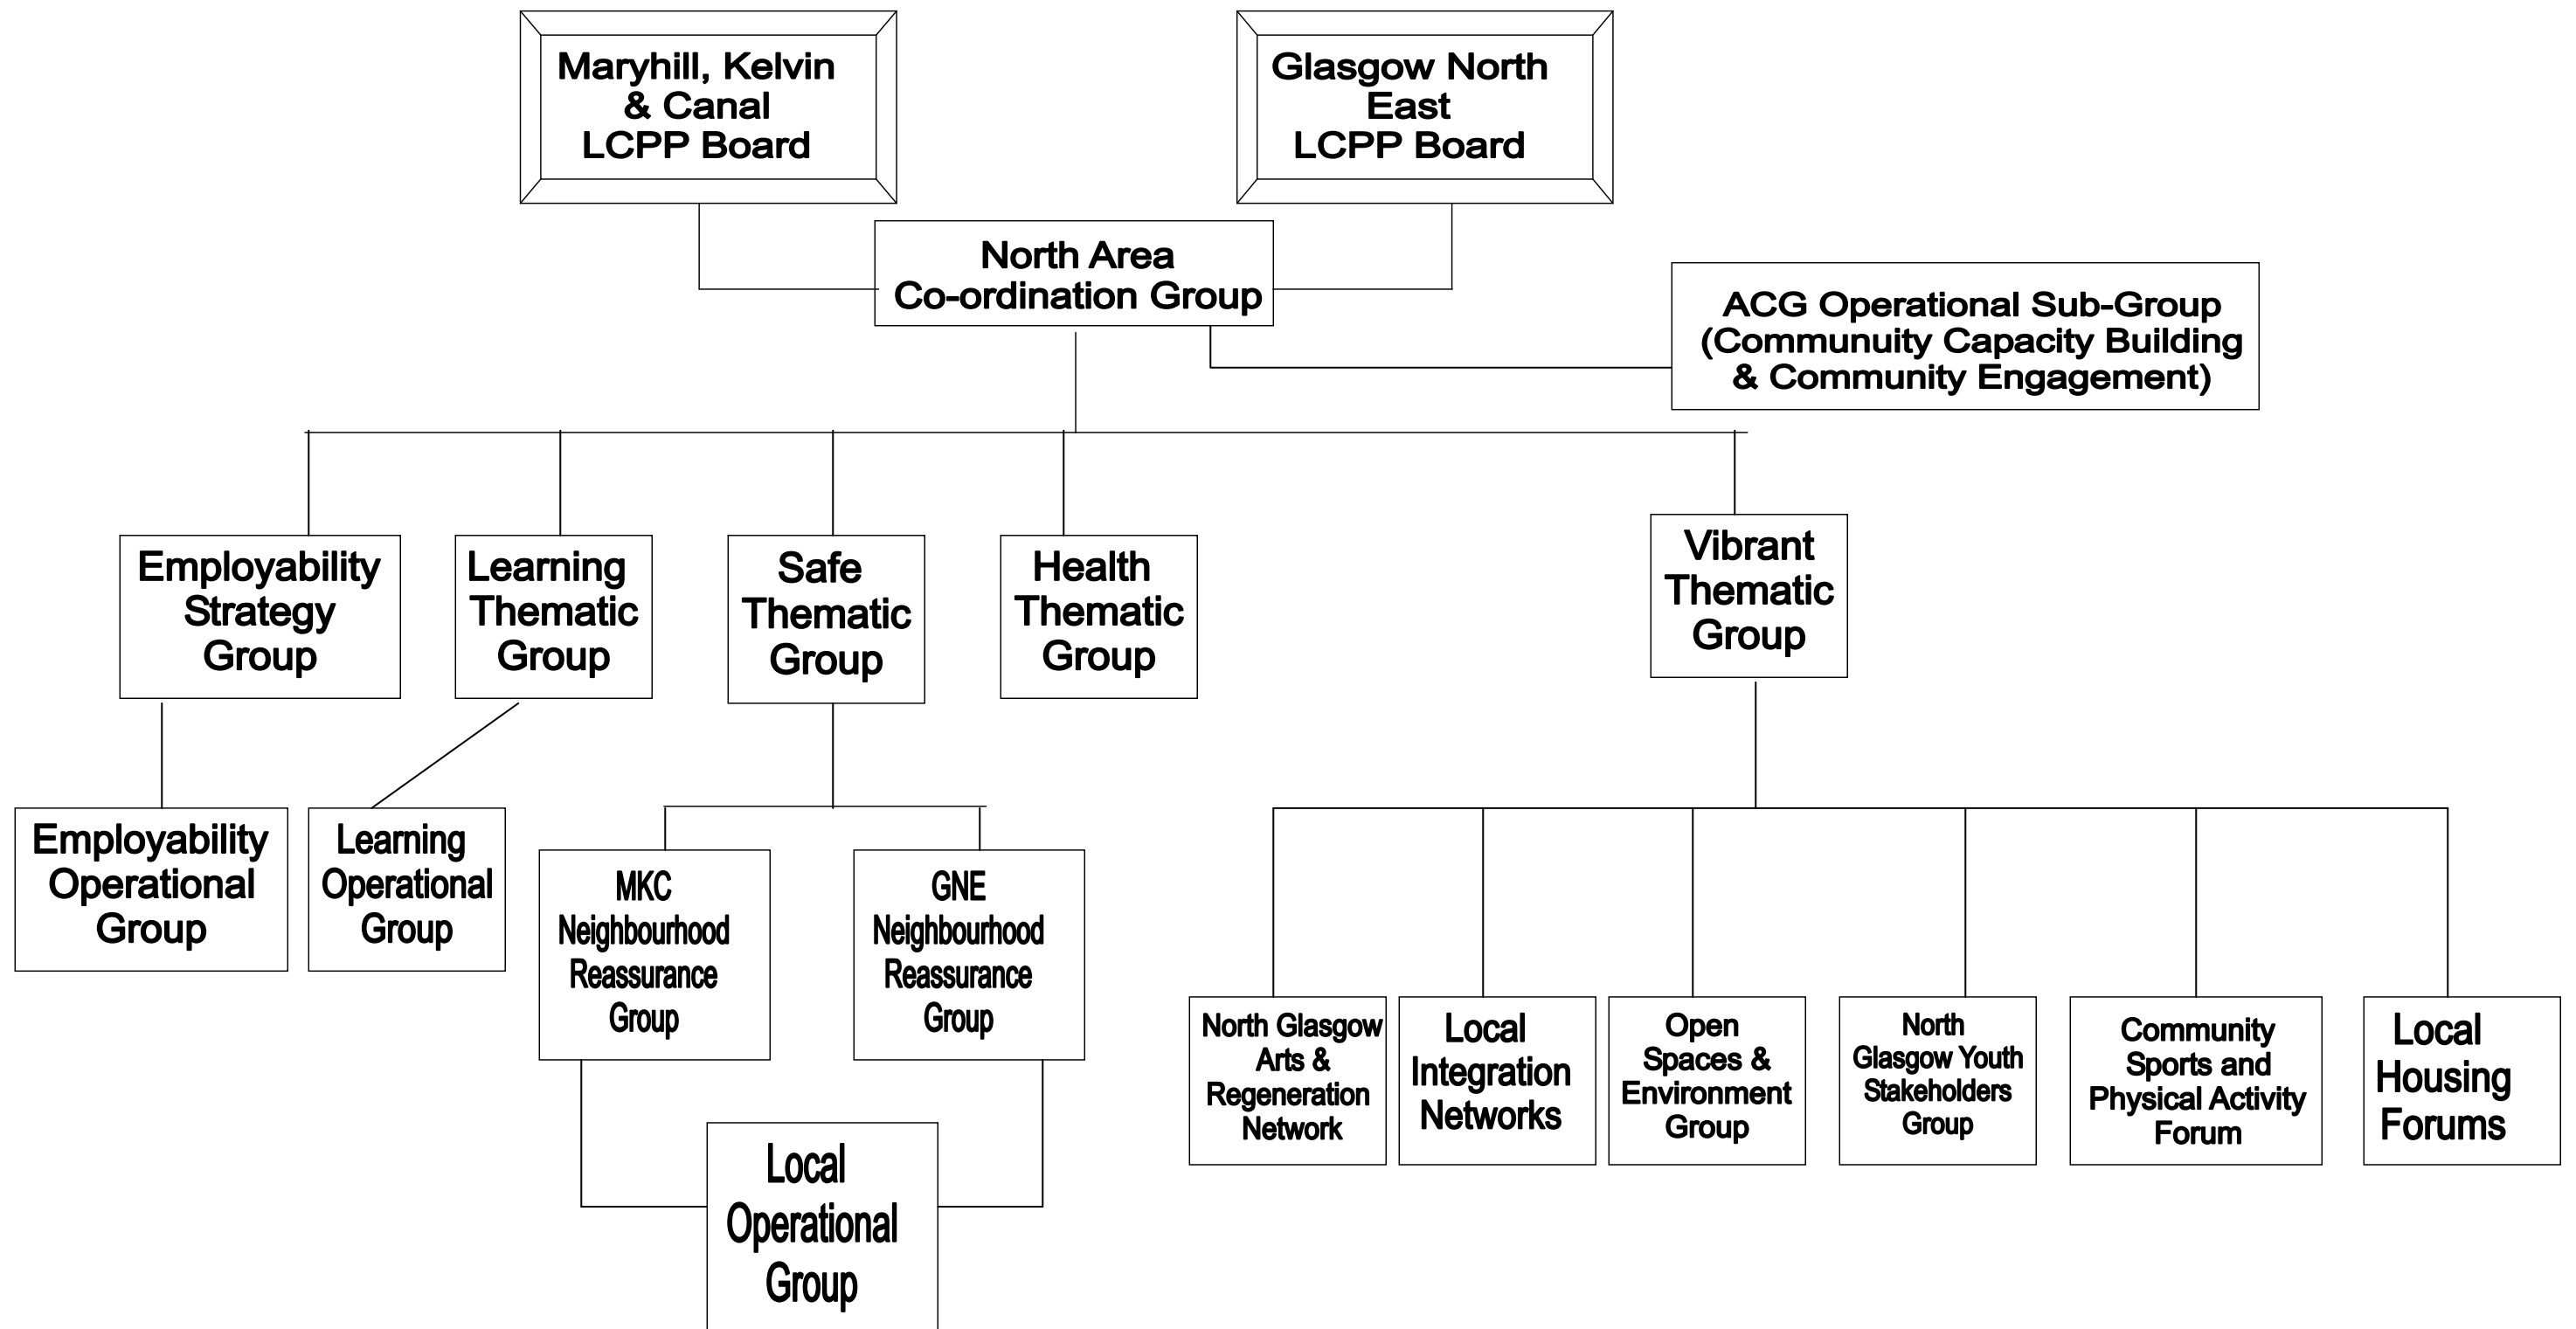 Maryhill, Kelvin
& Canal
LCPP Board
Glasgow North
East
LCPP Board
North Area
Co-ordination Group
ACG Operational Sub-Group
(Communuity Capacity Building
& Community Engagement)
Employability
Strategy
Group
Learning
Thematic
Group
Safe
Thematic
Group
Health
Thematic
Group
Vibrant
Thematic
Group
Employability
Operational
Group
Learning
Operational
Group
MKC
Neighbourhood
Reassurance
Group
GNE
Neighbourhood
Reassurance
Group
North Glasgow
Arts &
Regeneration
Network
Local
Integration
Networks
Open
Spaces &
Environment
Group
North
Glasgow Youth
Stakeholders
Group
Community
Sports and
Physical Activity
Forum
Local
Housing
Forums
Local
Operational
Group